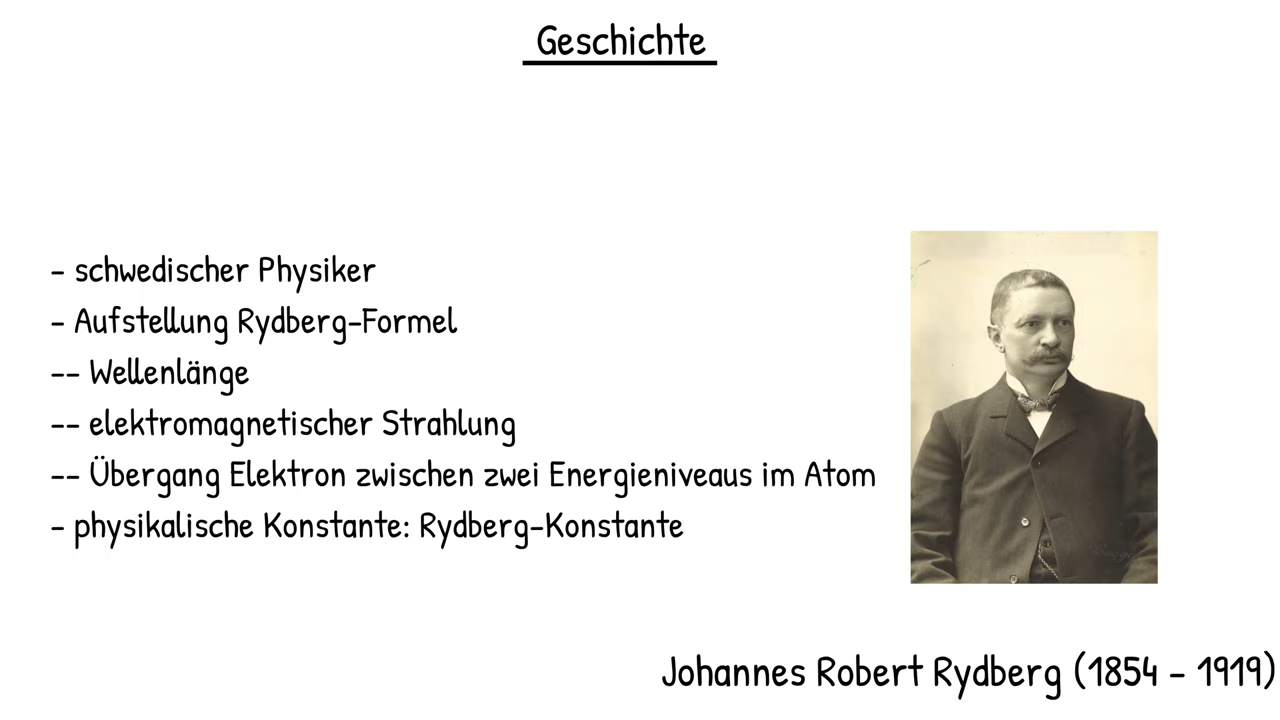 Geschichte
- schwedischer Physiker
- Aufstellung Rydberg-Formel
-- Wellenlänge
-- elektromagnetischer Strahlung
-- Übergang Elektron zwischen zwei Energieniveaus im Atom
- physikalische Konstante: Rydberg-Konstante
Johannes Robert Rydberg (1854 - 1919)